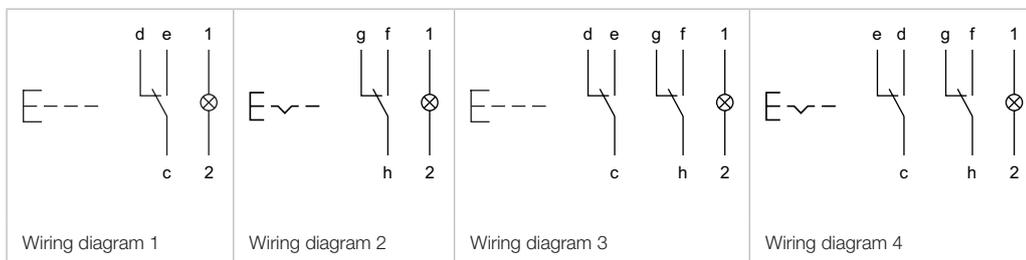 d e 1
c 2
Wiring diagram 1
g f 1
h 2
Wiring diagram 2
d e g f 1
c h 2
Wiring diagram 3
e d g f 1
c h 2
Wiring diagram 4